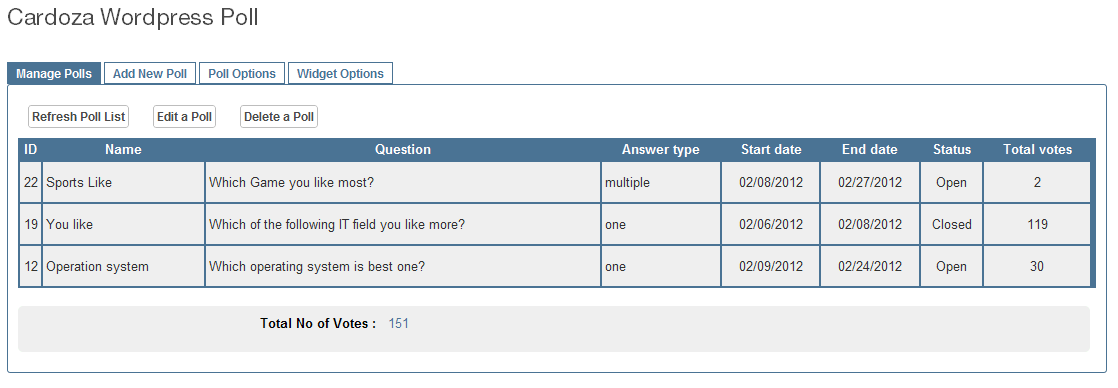 Cardoza Wordpress Poll
Manage Polls Add New Poll Poll Options Widget Options
Refresh Poll List Edit a Poll Delete a Poll
ID Name Question Answer type Start date End date Status Total votes
22 Sports Like Which Game you like most? multiple 02/08/2012 02/27/2012 Open 2
19 You like Which of the following IT field you like more? one 02/06/2012 02/08/2012 Closed 119
12 Operation system Which operating system is best one? one 02/09/2012 02/24/2012 Open 30
Total No of Votes : 151